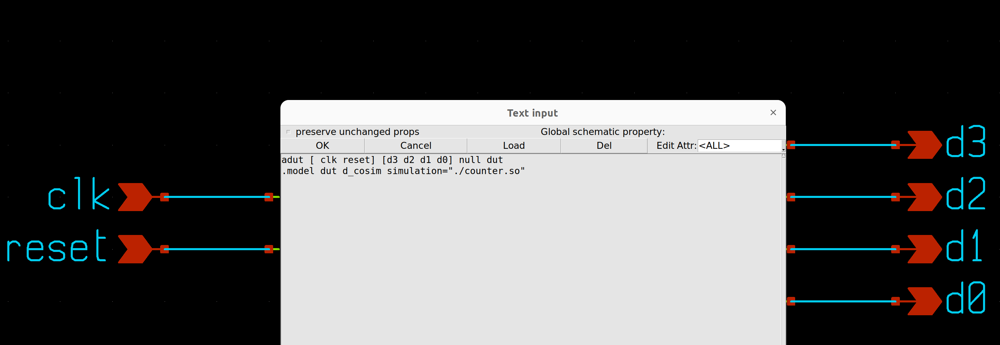 Text input
preserve unchanged props Global schematic property:
OK Cancel Load Del Edit Attr: <ALL>
adut [ clk reset] [d3 d2 d1 d0] null dut
.model dut d_cosim simulation="./counter.so"
clk
reset
d3
d2
d1
d0